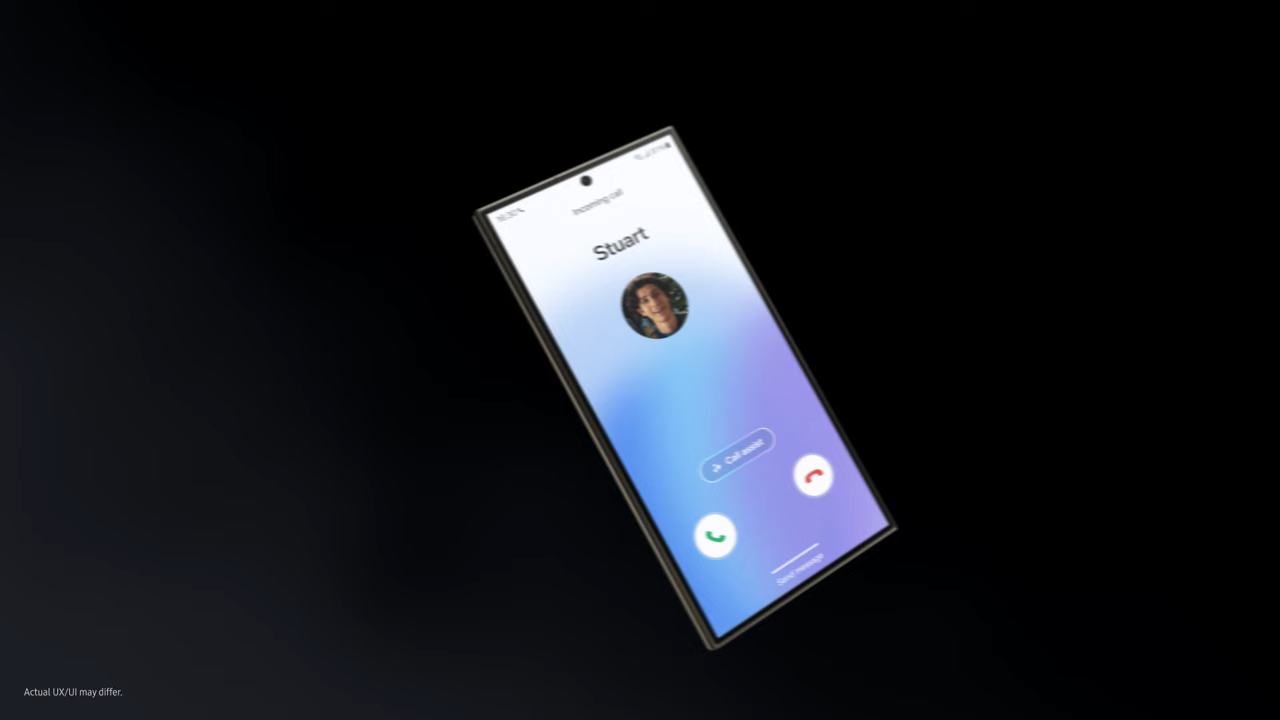 Incoming call
Stuart
Call assist
Send message
Actual UX/UI may differ.